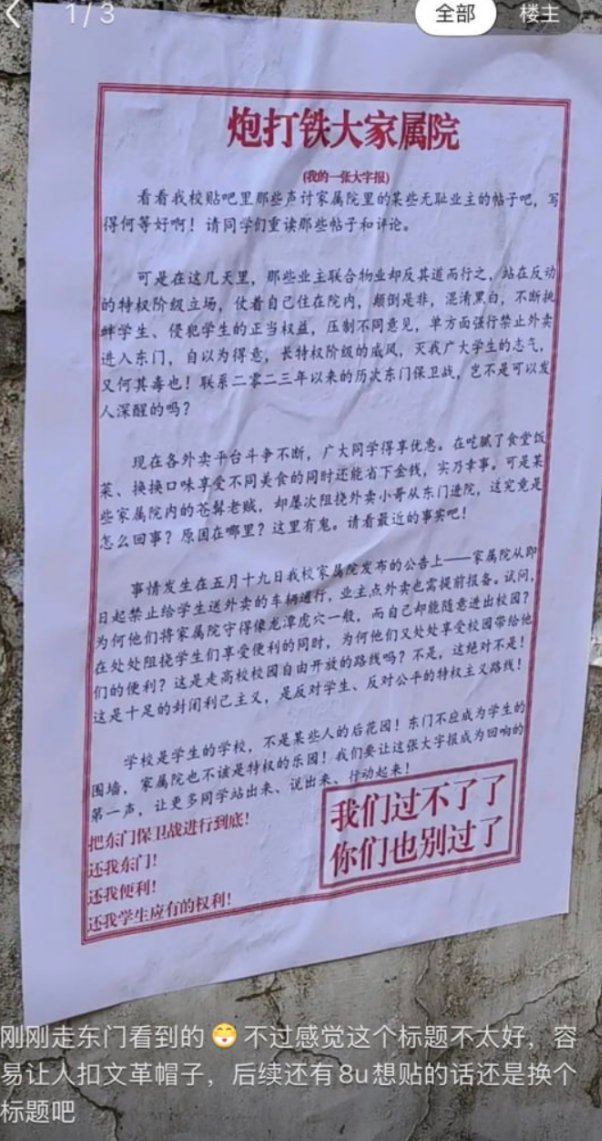 1/3
全部
楼主
炮打铁大家属院
(我的一张大字报)
看看我校贴吧里那些声讨家属院里的某些无耻业主的帖子吧，写
得何等好啊！请同学们重读那些帖子和评论。
可是在这几天里，那些业主联合物业却反其道而行之，站在反动
的特权阶级立场，仗着自己住在院内，颠倒是非，混淆黑白，不断挑
衅学生、侵犯学生的正当权益，压制不同意见，单方面强行禁止外卖
进入东门，自以为得意，长特权阶级的威风，灭我广大学生的志气，
又何其毒也！联系二零二三年以来的历次东门保卫战，岂不是可以发
人深醒的吗？
现在各外卖平台斗争不断，广大同学得享优惠。在吃腻了食堂饭
菜、换换口味享受不同美食的同时还能省下金钱，实乃幸事。可是某
些家属院内的苍髯老贼，却屡次阻挠外卖小哥从东门进院，这究竟是
怎么回事？原因在哪里？这里有鬼。请看最近的事实吧！
事情发生在五月十九日我校家属院发布的公告上——家属院从即
日起禁止给学生送外卖的车辆通行，业主点外卖也需提前报备。试问，
为何他们将家属院守得像龙潭虎穴一般，而自己却能随意进出校园？
在处处阻挠学生们享受便利的同时，为何他们又处处享受校园带给他
们的便利？这是走高校校园自由开放的路线吗？不是，这绝对不是！
这是十足的封闭利己主义，是反对学生、反对公平的特权主义路线！
学校是学生的学校，不是某些人的后花园！东门不应成为学生的
围墙，家属院也不该是特权的乐园！我们要让这张大字报成为回响的
第一声，让更多同学站出来、说出来、行动起来！
把东门保卫战进行到底！
还我东门！
还我便利！
还我学生应有的权利！
我们过不了了
你们也别过了
刚刚走东门看到的😁不过感觉这个标题不太好，容
易让人扣文革帽子，后续还有8u想贴的话还是换个
标题吧